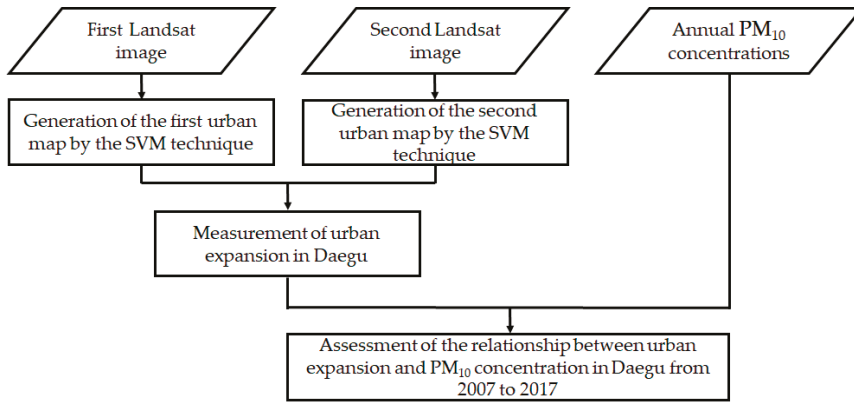 First Landsat
image
Second Landsat
image
Annual PM₁₀
concentrations
Generation of the first urban
map by the SVM technique
Generation of the second
urban map by the SVM
technique
Measurement of urban
expansion in Daegu
Assessment of the relationship between urban
expansion and PM₁₀ concentration in Daegu from
2007 to 2017